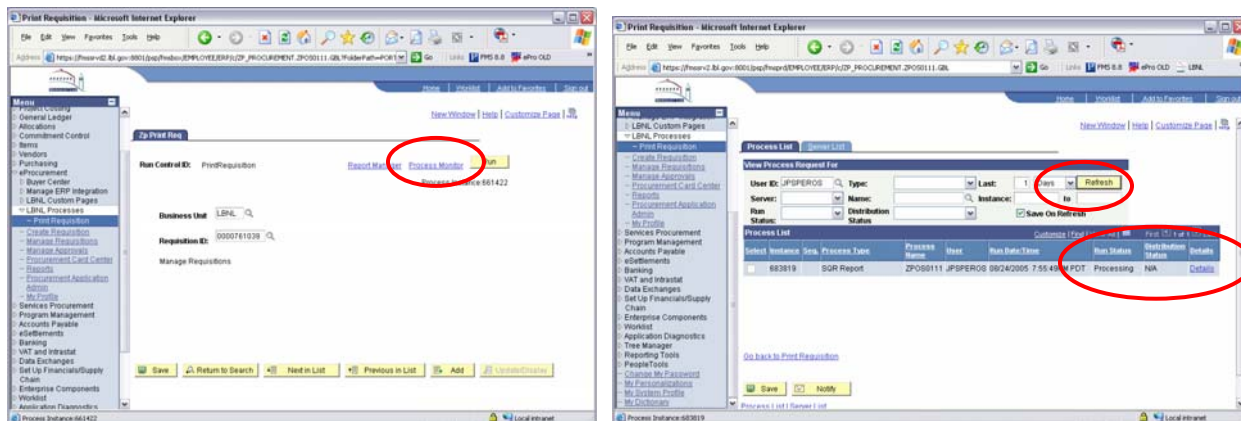 Print Requisition - Microsoft Internet Explorer
File Edit View Favorites Tools Help
Address
Go
Links
FMS 8.8
ePro OLD
Home | Worklist | Add to Favorites | Sign out
Menu
Project Costing
General Ledger
Allocations
Commitment Control
Items
Vendors
Purchasing
eProcurement
Buyer Center
Manage ERP Integration
LBNL Custom Pages
LBNL Processes
Print Requisition
Create Requisition
Manage Requisitions
Manage Approvals
Procurement Card Center
Reports
Procurement Application
Admin
My Profile
Services Procurement
Program Management
Accounts Payable
eSettlements
Banking
VAT and Intrastat
Data Exchanges
Set Up Financials/Supply
Chain
Enterprise Components
Worklist
Application Diagnostics
New Window | Help | Customize Page |
Zp Print Req
Run Control ID: PrintRequisition
Report Manager
Process Monitor
Run
Process Instance:661422
Business Unit LBNL
Requisition ID: 0000761039
Manage Requisitions
Save
Return to Search
Next in List
Previous in List
Add
Update/Display
Process Instance:661422
Local intranet
Print Requisition - Microsoft Internet Explorer
File Edit View Favorites Tools Help
Address
Go
Links
FMS 8.8
ePro OLD
LBNL
Home | Worklist | Add to Favorites | Sign out
Menu
LBNL Custom Pages
LBNL Processes
Print Requisition
Create Requisition
Manage Requisitions
Manage Approvals
Procurement Card Center
Reports
Procurement Application
Admin
My Profile
Services Procurement
Program Management
Accounts Payable
eSettlements
Banking
VAT and Intrastat
Data Exchanges
Set Up Financials/Supply
Chain
Enterprise Components
Worklist
Application Diagnostics
Tree Manager
Reporting Tools
PeopleTools
Change My Password
My Personalizations
My System Profile
My Dictionary
New Window | Help | Customize Page |
Process List
Server List
View Process Request For
User ID: JPSPEROS Type: Last: 1 Days Refresh
Server: Name: Instance: to
Run Status: Distribution Status Save On Refresh
Process List
Customize | Find |
Select Instance Seq. Process Type Process Name User Run Date/Time Run Status Distribution Status Details
683819 SQR Report ZPOS0111 JPSPEROS 08/24/2005 7:55:49 PM PDT Processing N/A Details
Go back to Print Requisition
Save
Notify
Process List | Server List
Process Instance:683819
Local intranet